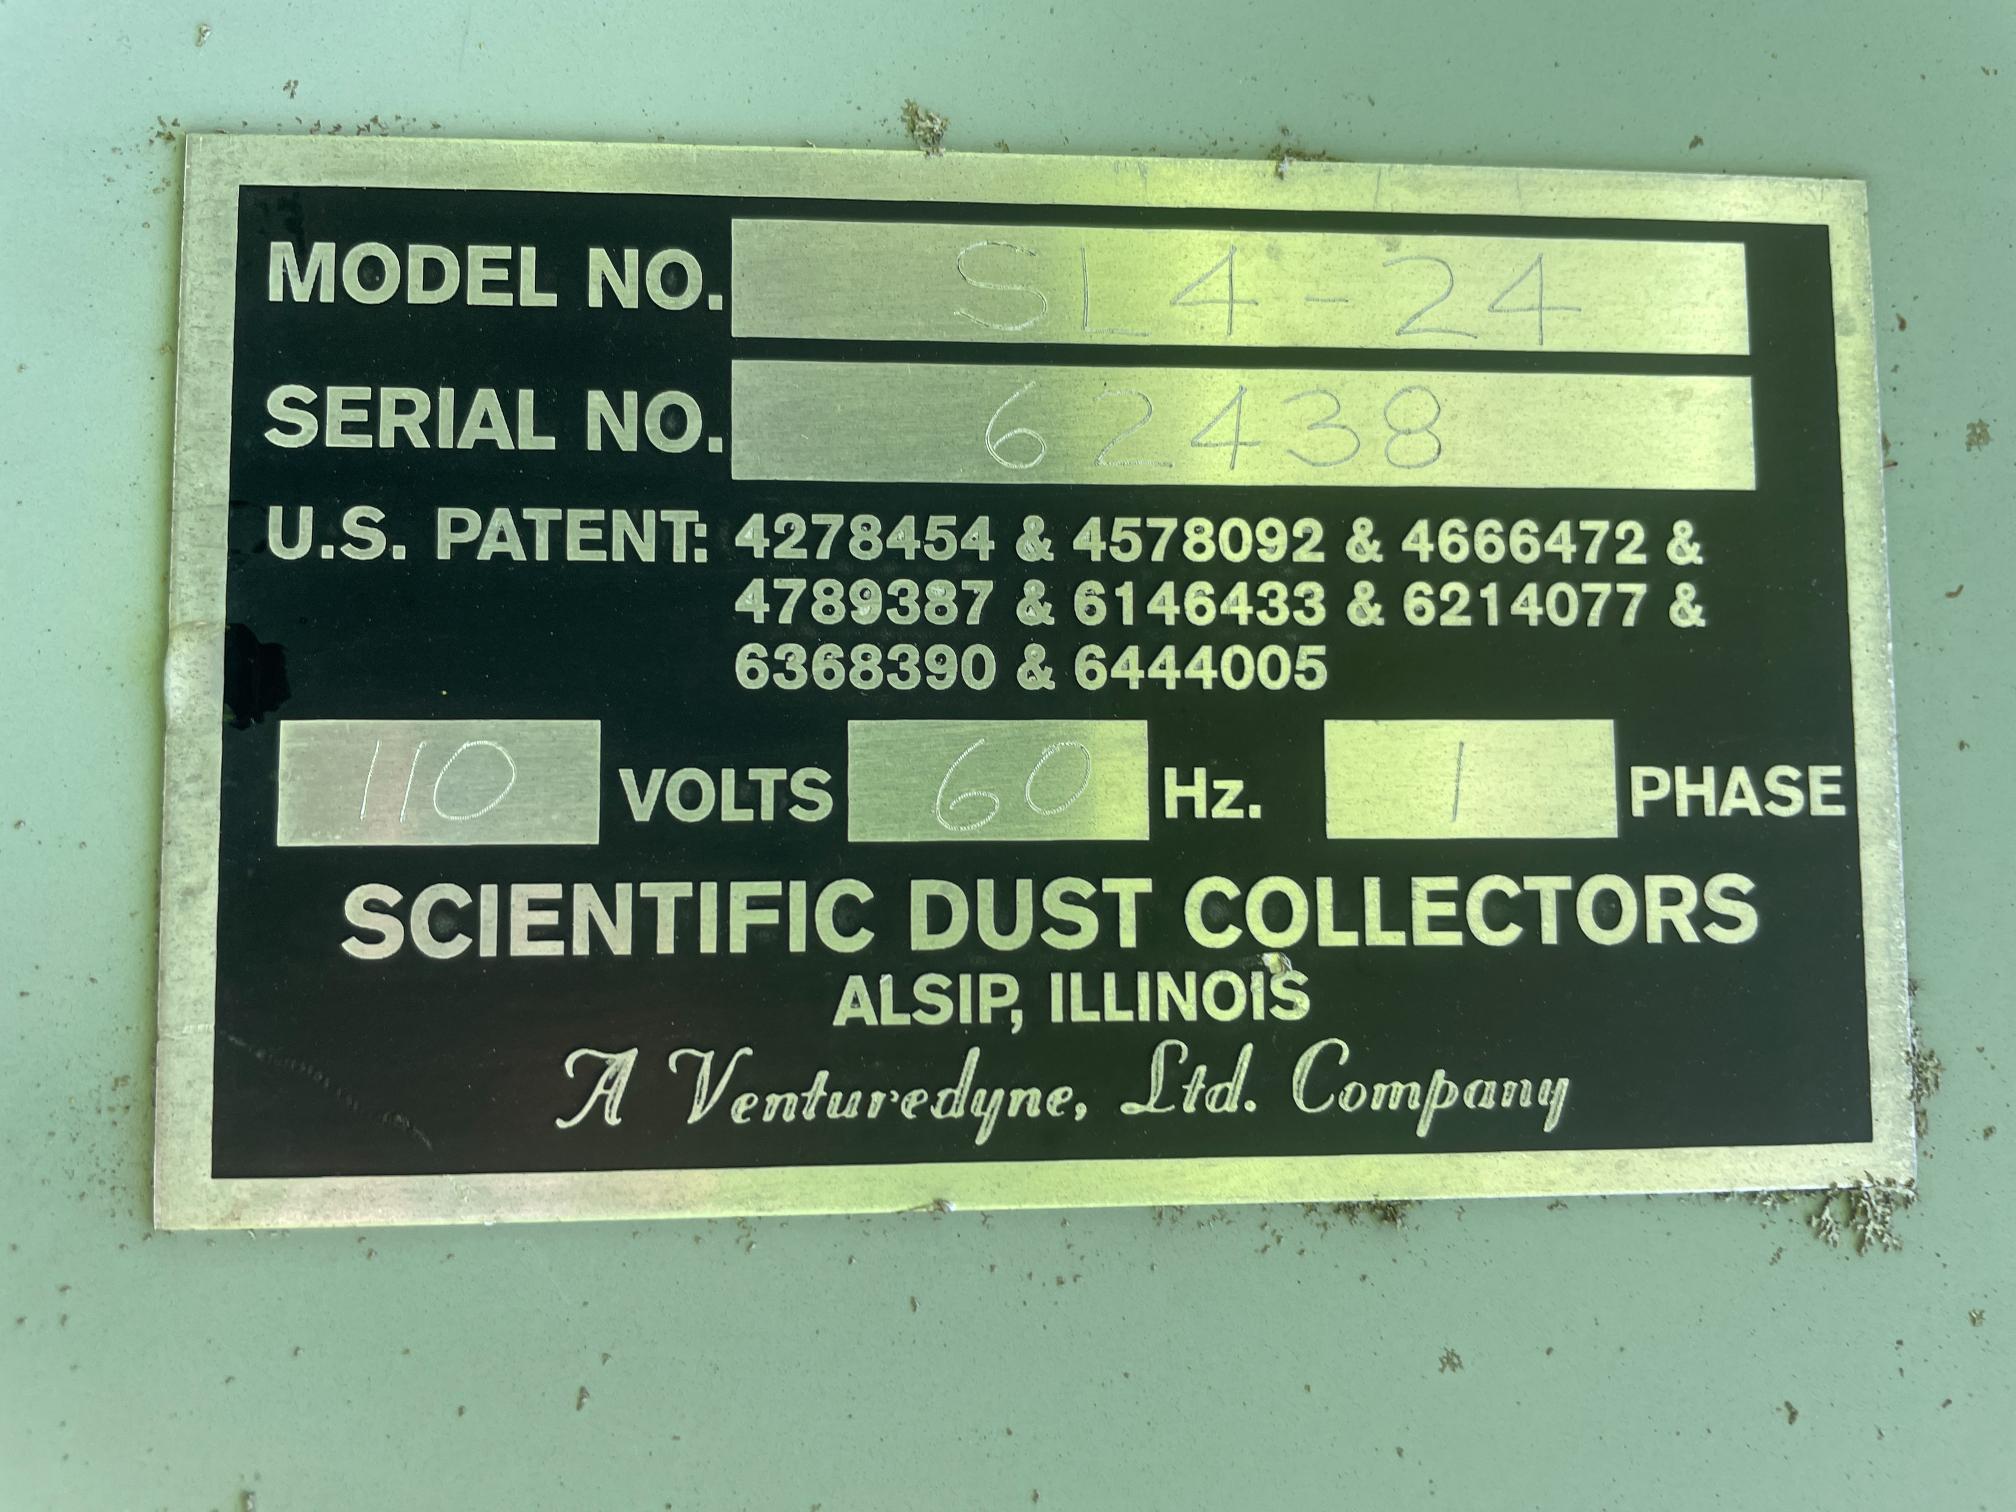 MODEL NO. SL4-24
SERIAL NO. 62438
U.S. PATENT: 4278454 & 4578092 & 4666472 &
4789387 & 6146433 & 6214077 &
6368390 & 6444005
110 VOLTS 60 Hz. 1 PHASE
SCIENTIFIC DUST COLLECTORS
ALSIP, ILLINOIS
A Venturedyne, Ltd. Company